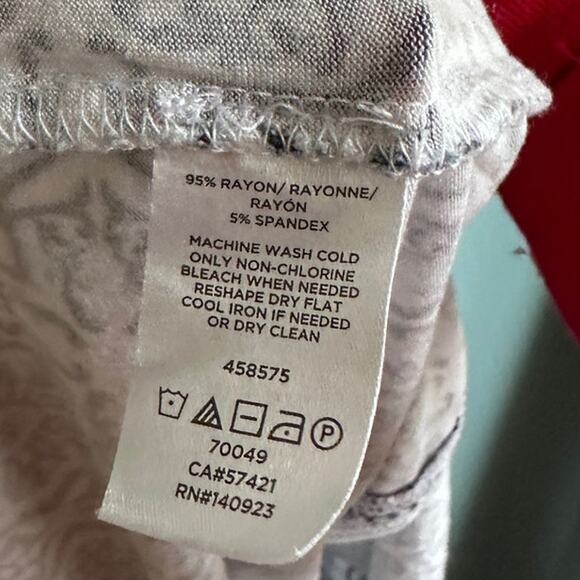 95% RAYON/ RAYONNE/
RAYÓN
5% SPANDEX
MACHINE WASH COLD
ONLY NON-CHLORINE
BLEACH WHEN NEEDED
RESHAPE DRY FLAT
COOL IRON IF NEEDED
OR DRY CLEAN
458575
P
70049
CA#57421
RN#140923